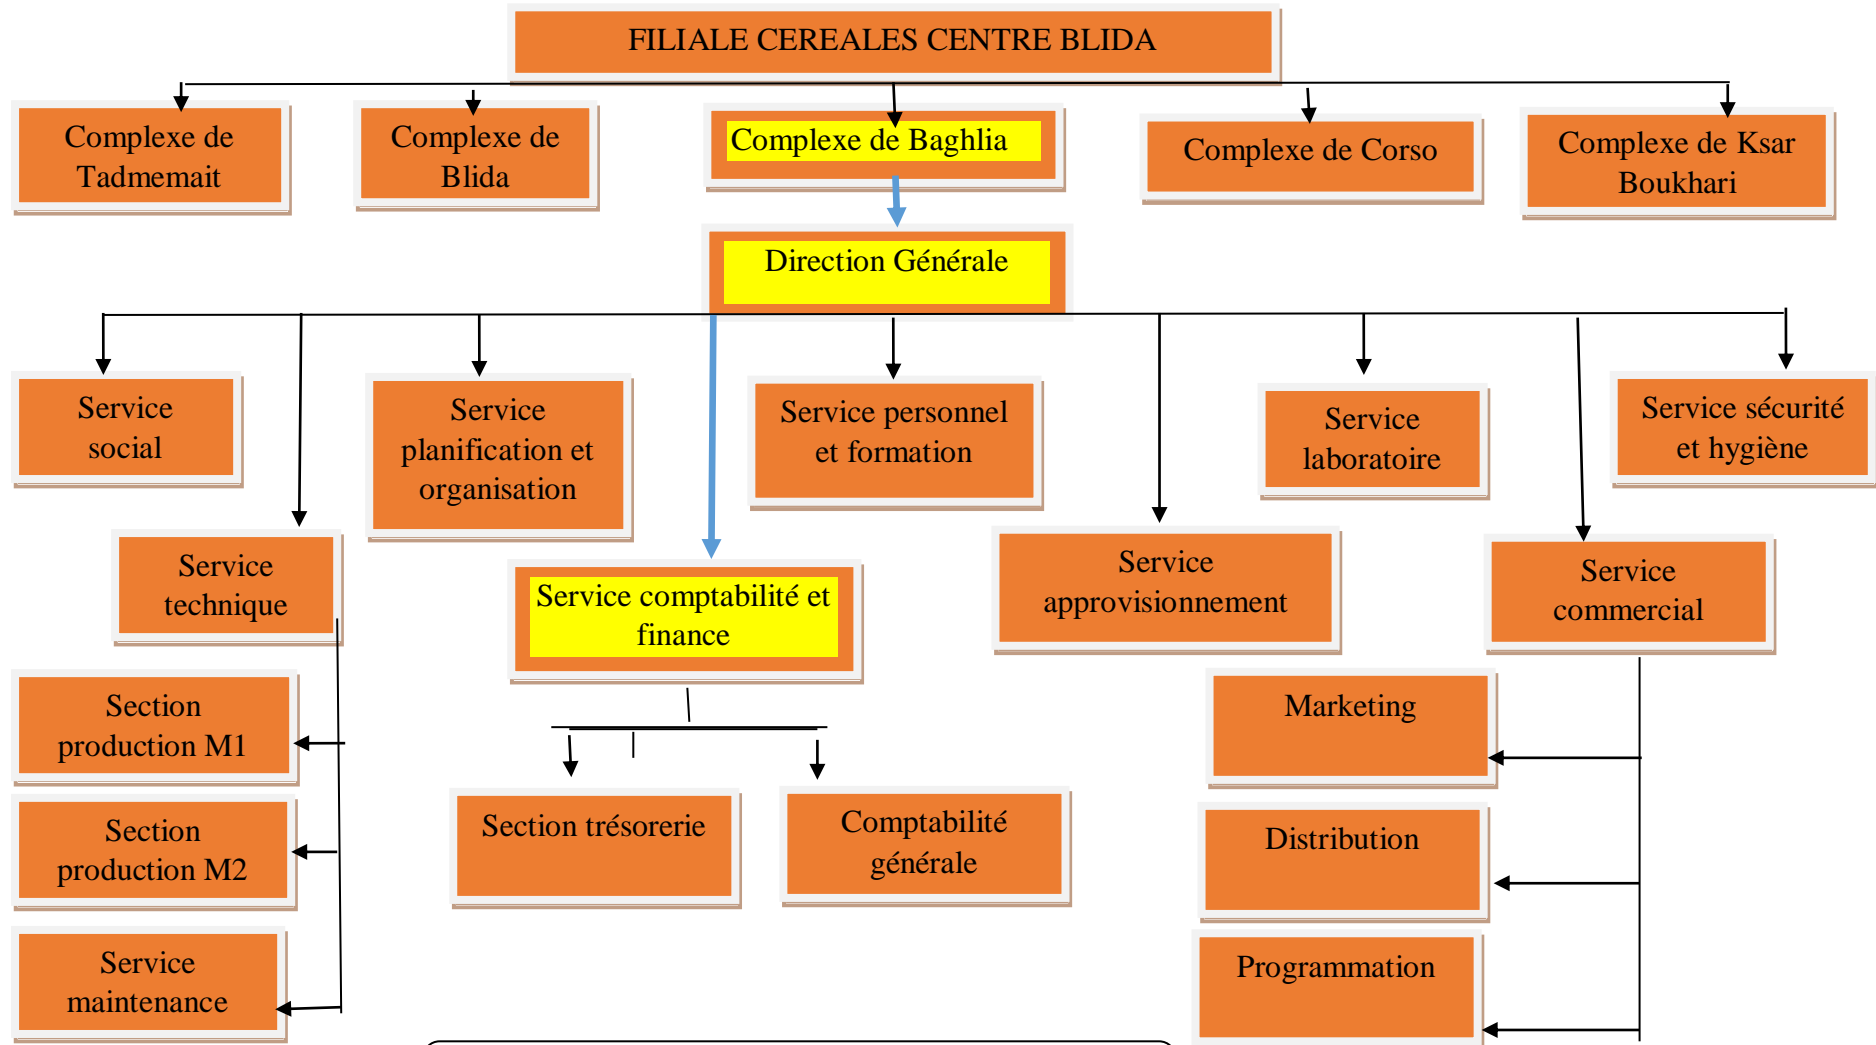 FILIALE CEREALES CENTRE BLIDA
Complexe de
Tadmemait
Complexe de
Blida
Complexe de Baghlia
Complexe de Corso
Complexe de Ksar
Boukhari
Direction Générale
Service
social
Service
planification et
organisation
Service personnel
et formation
Service
laboratoire
Service sécurité
et hygiène
Service
technique
Service comptabilité et
finance
Service
approvisionnement
Service
commercial
Section
production M1
Section
production M2
Service
maintenance
Section trésorerie
Comptabilité
générale
Marketing
Distribution
Programmation